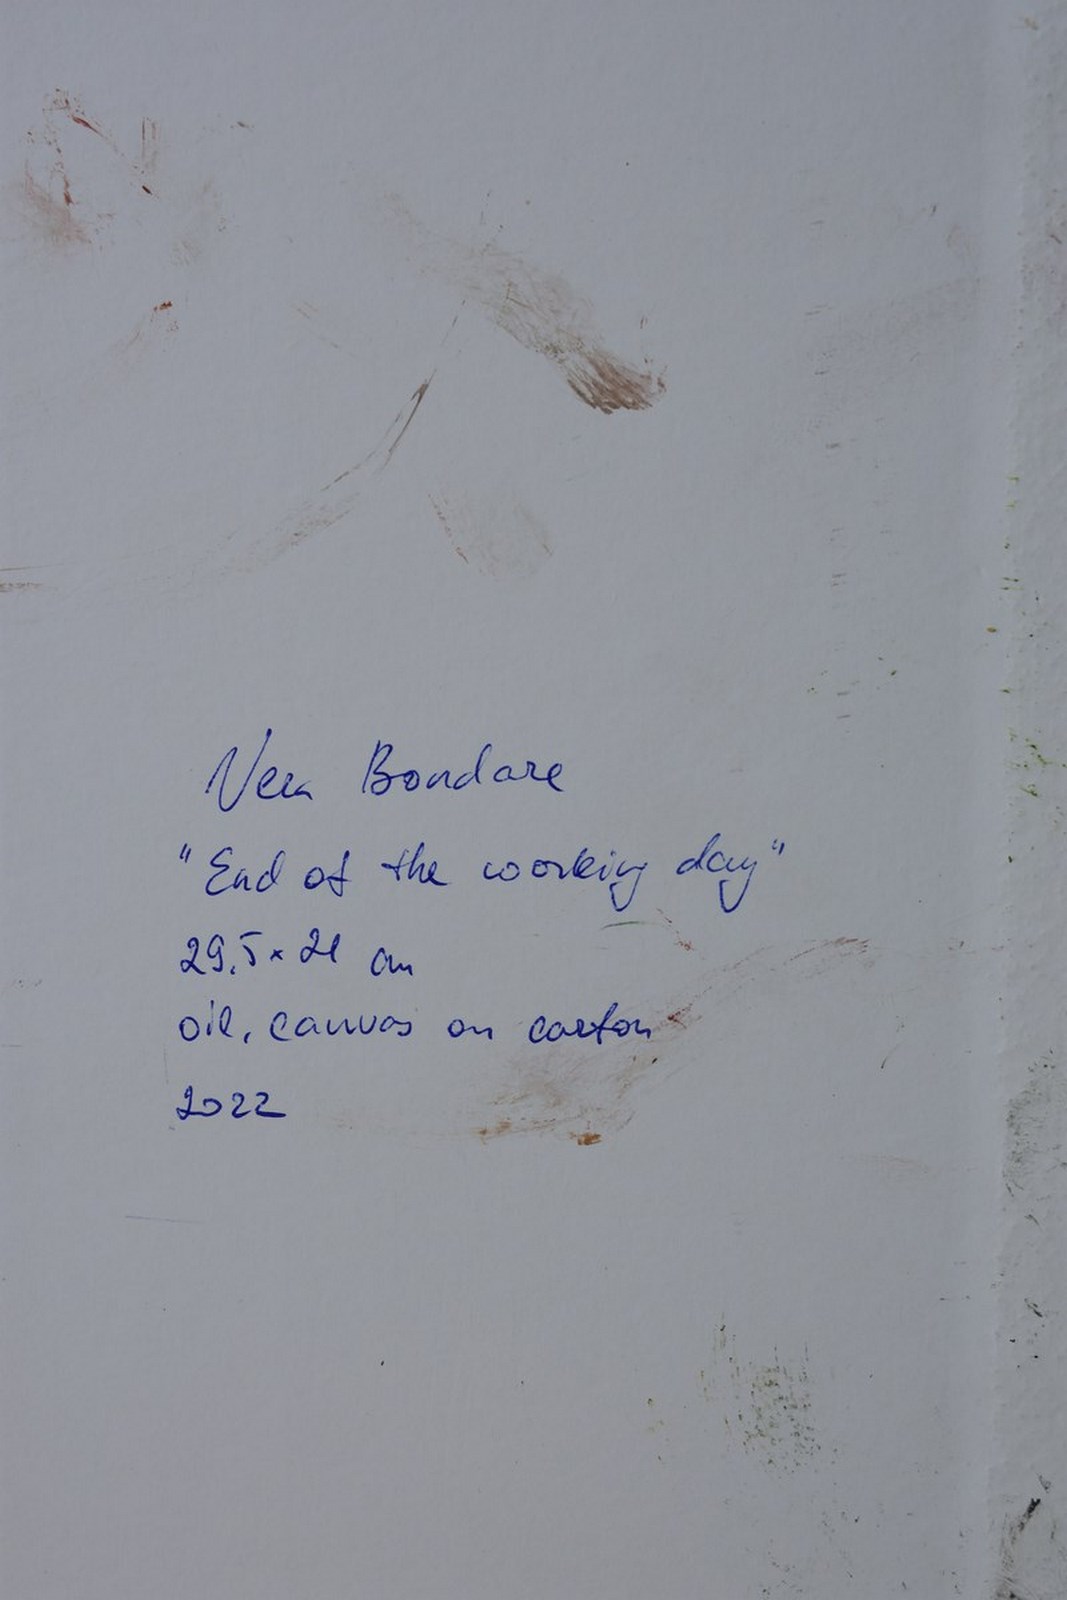 Vera Bondare
"End of the working day"
29.5 × 21 cm
oil, canvas on carton
2022